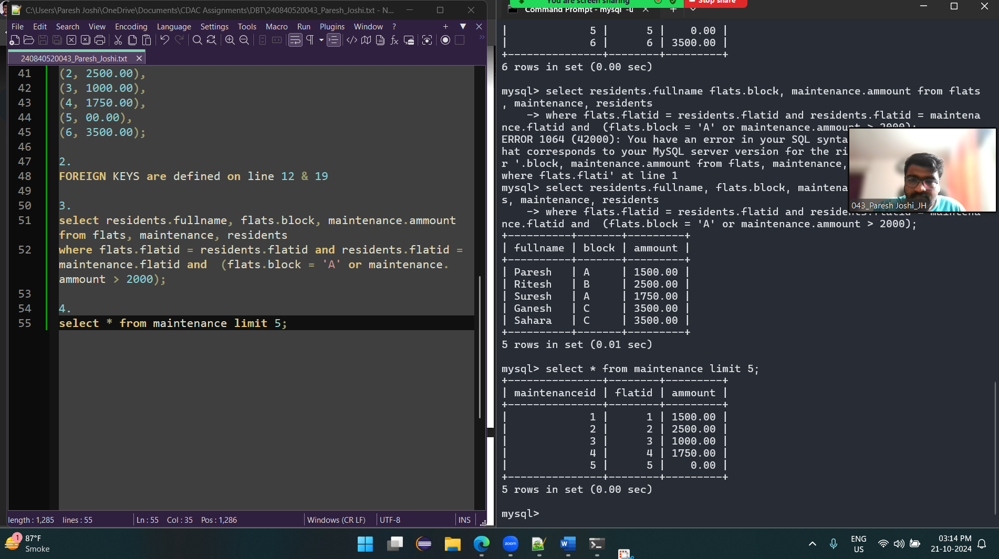 C:\Users\Paresh Joshi\OneDrive\Documents\CDAC Assignments\DBT\240840520043_Paresh_Joshi.txt - N...
File Edit Search View Encoding Language Settings Tools Macro Run Plugins Window ?
240840520043_Paresh_Joshi.txt
41 (2, 2500.00),
42 (3, 1000.00),
43 (4, 1750.00),
44 (5, 00.00),
45 (6, 3500.00);
46
47 2.
48 FOREIGN KEYS are defined on line 12 & 19
49
50 3.
51 select residents.fullname, flats.block, maintenance.ammount
from flats, maintenance, residents
52 where flats.flatid = residents.flatid and residents.flatid =
maintenance.flatid and  (flats.block = 'A' or maintenance.
ammount > 2000);
53
54 4.
55 select * from maintenance limit 5;
length : 1,285 lines : 55 Ln : 55 Col : 35 Pos : 1,286 Windows (CR LF) UTF-8 INS
You are screen sharing Stop share
Command Prompt - mysql -u
| 5 | 5 | 0.00 |
| 6 | 6 | 3500.00 |
+----------------+--------+---------+
6 rows in set (0.00 sec)
mysql> select residents.fullname flats.block, maintenance.ammount from flats
, maintenance, residents
    -> where flats.flatid = residents.flatid and residents.flatid = maintena
nce.flatid and  (flats.block = 'A' or maintenance.ammount > 2000);
ERROR 1064 (42000): You have an error in your SQL synta
hat corresponds to your MySQL server version for the ri
r '.block, maintenance.ammount from flats, maintenance,
where flats.flati' at line 1
mysql> select residents.fullname, flats.block, maintena
s, maintenance, residents
    -> where flats.flatid = residents.flatid and residents.flatid = maintena
nce.flatid and  (flats.block = 'A' or maintenance.ammount > 2000);
+----------+-------+---------+
| fullname | block | ammount |
+----------+-------+---------+
| Paresh | A | 1500.00 |
| Ritesh | B | 2500.00 |
| Suresh | A | 1750.00 |
| Ganesh | C | 3500.00 |
| Sahara | C | 3500.00 |
+----------+-------+---------+
5 rows in set (0.01 sec)
mysql> select * from maintenance limit 5;
+---------------+--------+---------+
| maintenanceid | flatid | ammount |
+---------------+--------+---------+
| 1 | 1 | 1500.00 |
| 2 | 2 | 2500.00 |
| 3 | 3 | 1000.00 |
| 4 | 4 | 1750.00 |
| 5 | 5 | 0.00 |
+---------------+--------+---------+
5 rows in set (0.00 sec)
mysql>
043_Paresh Joshi_JH
1
87°F
Smoke
zoom
ENG
US
03:14 PM
21-10-2024